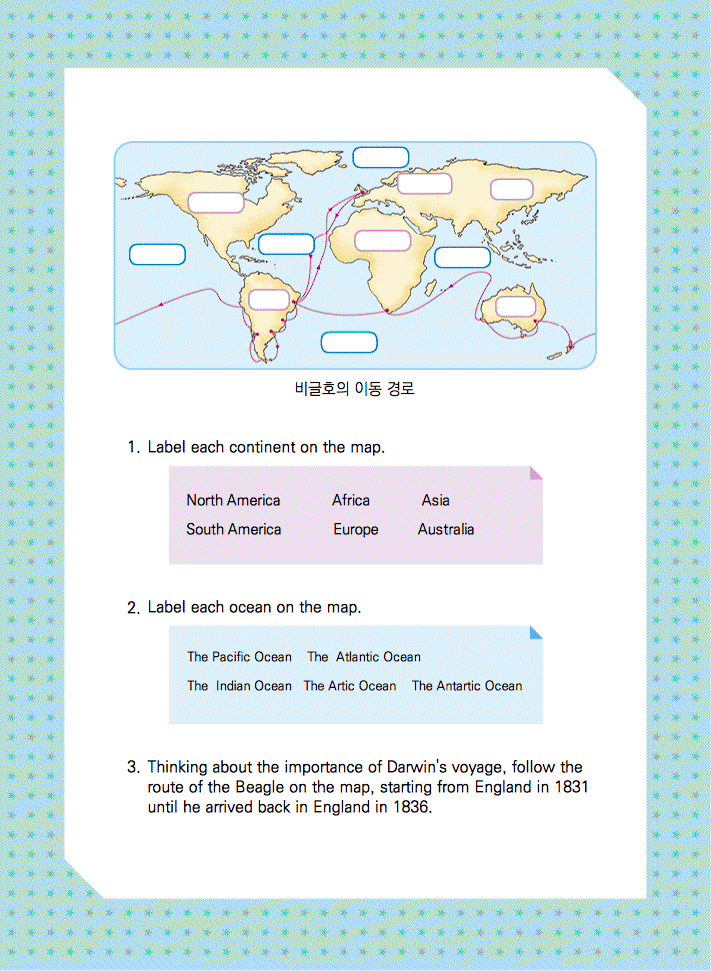 비글호의 이동 경로
1. Label each continent on the map.
North America Africa Asia
South America Europe Australia
2. Label each ocean on the map.
The Pacific Ocean The Atlantic Ocean
The Indian Ocean The Artic Ocean The Antartic Ocean
3. Thinking about the importance of Darwin's voyage, follow the
route of the Beagle on the map, starting from England in 1831
until he arrived back in England in 1836.